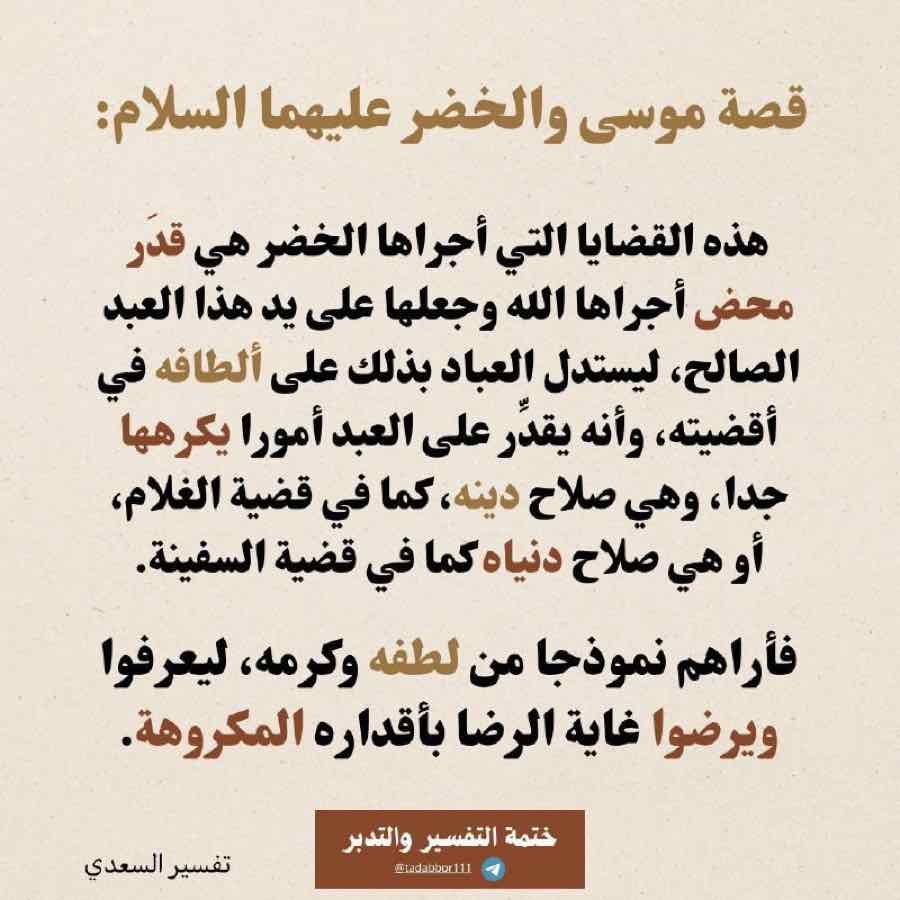 قصة موسى والخضر عليهما السلام:
هذه القضايا التي أجراها الخضر هي قدَر
محض أجراها الله وجعلها على يد هذا العبد
الصالح، ليستدل العباد بذلك على ألطافه في
أقضيته، وأنه يقدِّر على العبد أمورا يكرهها
جدا، وهي صلاح دينه، كما في قضية الغلام،
أو هي صلاح دنياه كما في قضية السفينة.
فأراهم نموذجا من لطفه وكرمه، ليعرفوا
ويرضوا غاية الرضا بأقداره المكروهة.
ختمة التفسير والتدبر
@tadabbor111
تفسير السعدي